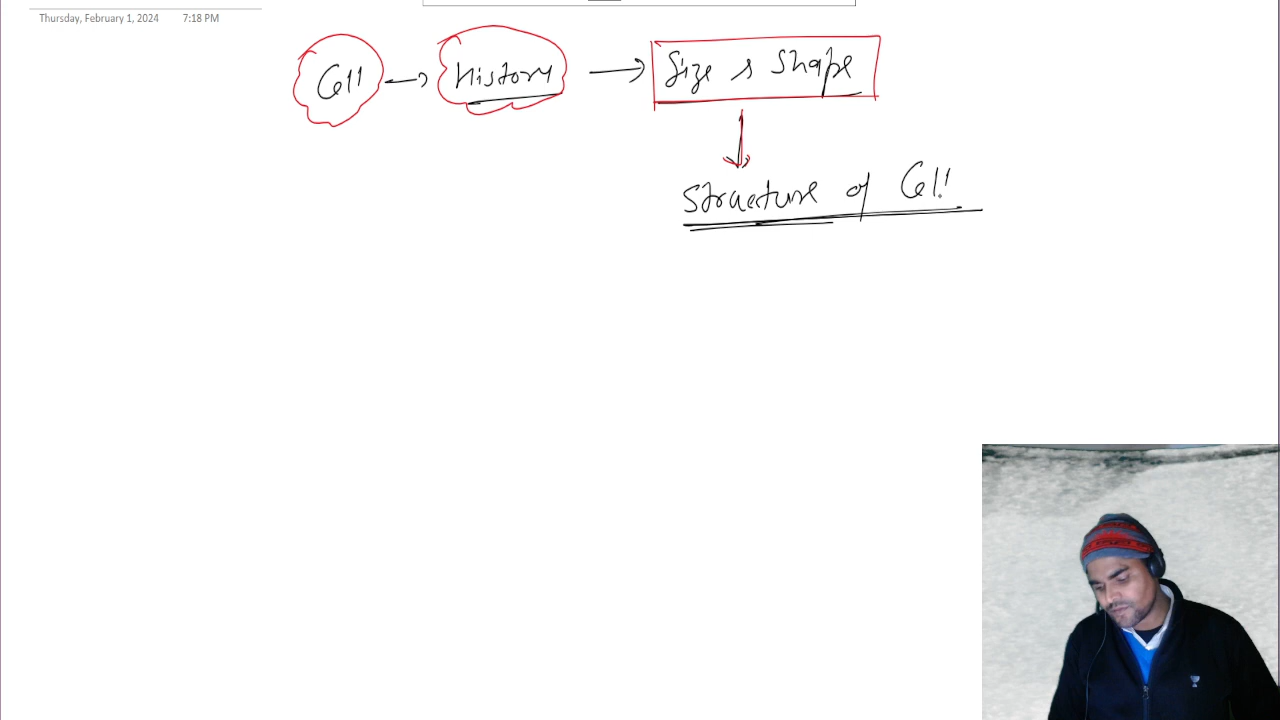 Thursday, February 1, 2024 7:18 PM
Cell → History → Size & Shape
Structure of Cell